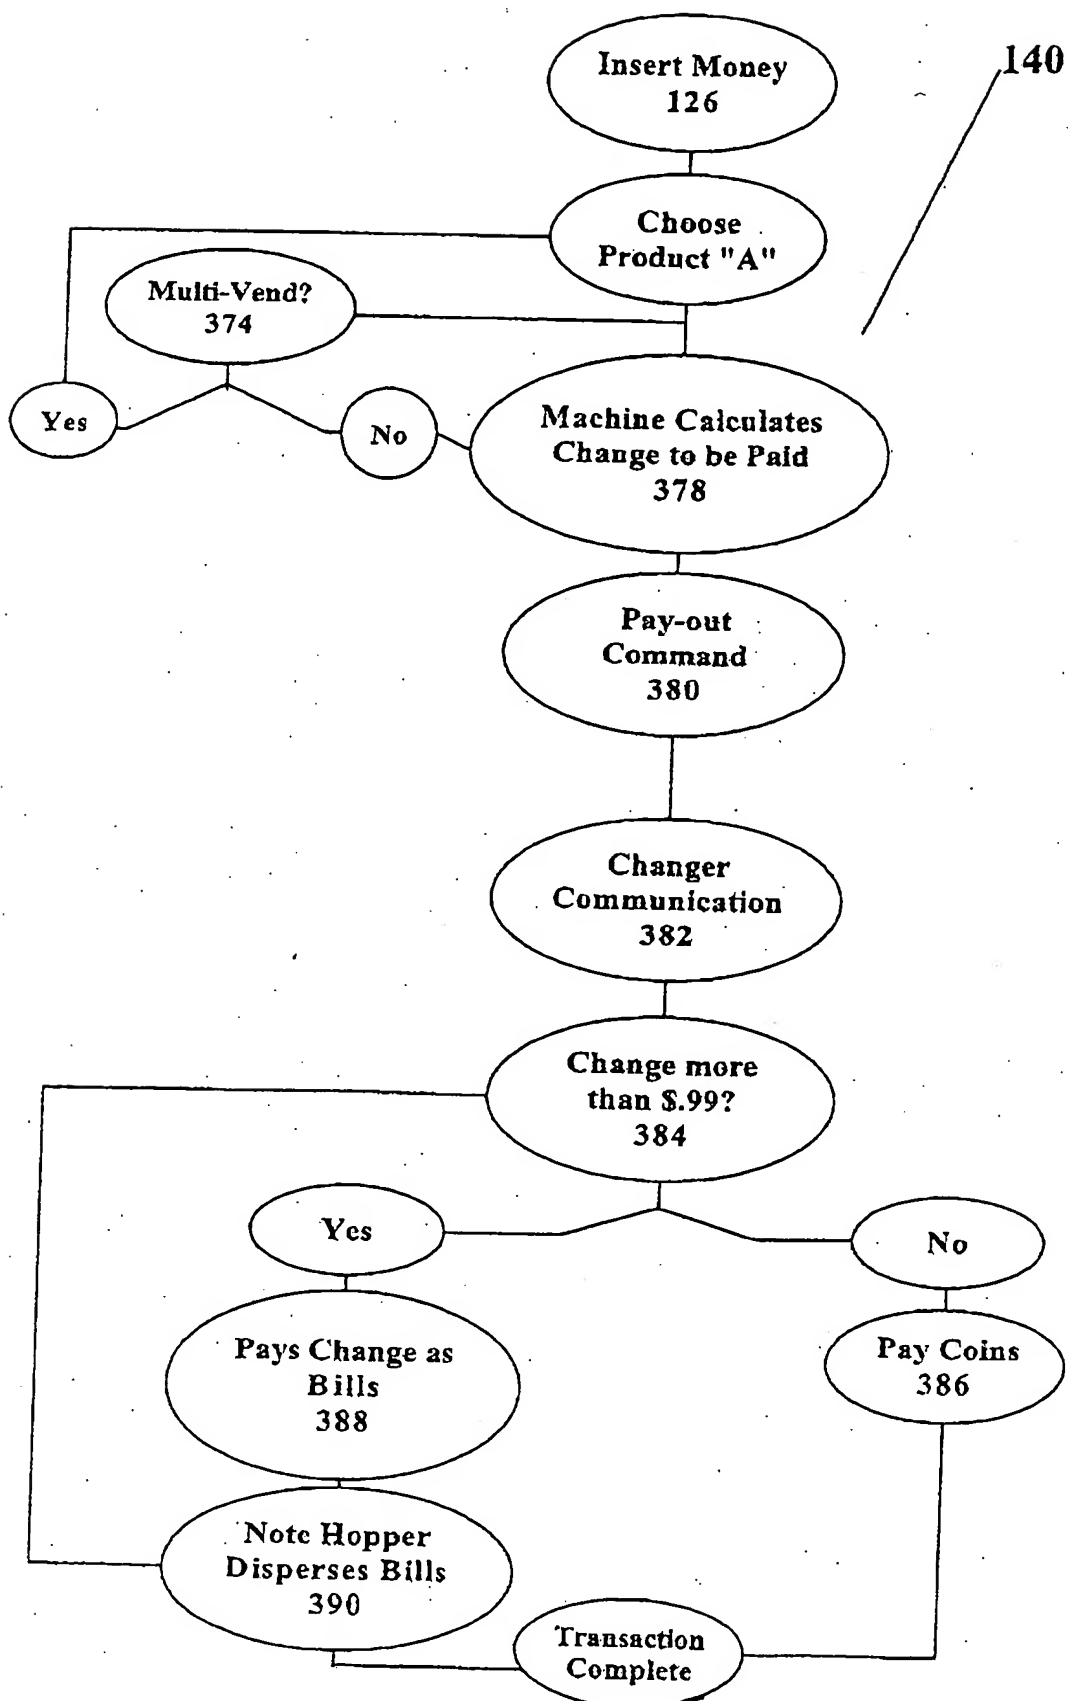 Insert Money
126
140
Choose
Product "A"
Multi-Vend?
374
Yes
No
Machine Calculates
Change to be Paid
378
Pay-out
Command
380
Changer
Communication
382
Change more
than $.99?
384
Yes
No
Pays Change as
Bills
388
Pay Coins
386
Note Hopper
Disperses Bills
390
Transaction
Complete